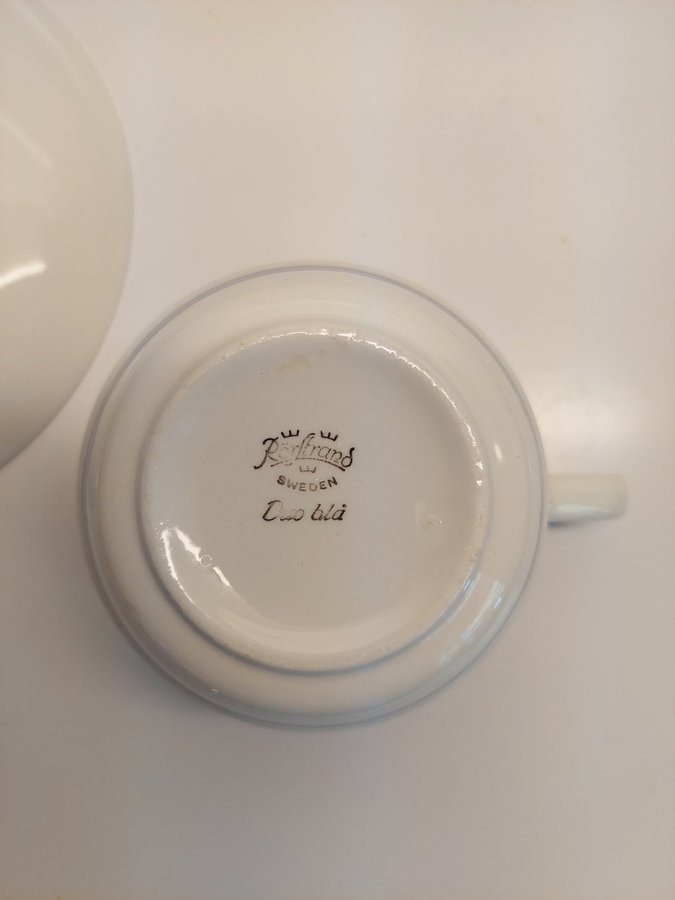 Rörstrand
SWEDEN
Duo blå